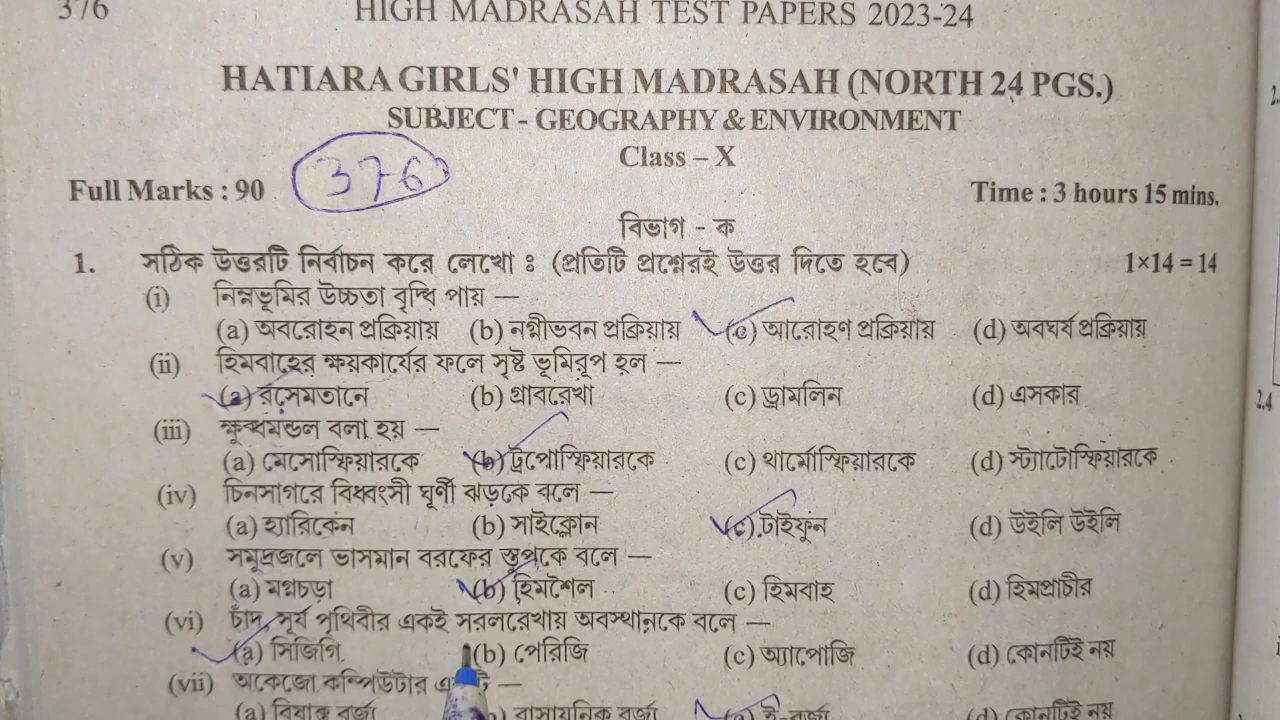 376
HIGH MADRASAH TEST PAPERS 2023-24
HATIARA GIRLS' HIGH MADRASAH (NORTH 24 PGS.)
SUBJECT - GEOGRAPHY & ENVIRONMENT
Class – X
376
Full Marks : 90 Time : 3 hours 15 mins.
বিভাগ - ক
1. সঠিক উত্তরটি নির্বাচন করে লেখো : (প্রতিটি প্রশ্নেরই উত্তর দিতে হবে) 1×14 = 14
(i) নিম্নভূমির উচ্চতা বৃদ্ধি পায় —
(a) অবরোহন প্রক্রিয়ায় (b) নগ্নীভবন প্রক্রিয়ায় (c) আরোহণ প্রক্রিয়ায় (d) অবঘর্ষ প্রক্রিয়ায়
(ii) হিমবাহের ক্ষয়কার্যের ফলে সৃষ্ট ভূমিরূপ হল —
(a) রসেমতানে (b) গ্রাবরেখা (c) ড্রামলিন (d) এসকার
(iii) ক্ষুব্ধমন্ডল বলা হয় —
(a) মেসোস্ফিয়ারকে (b) ট্রপোস্ফিয়ারকে (c) থার্মোস্ফিয়ারকে (d) স্ট্যাটোস্ফিয়ারকে
(iv) চিনসাগরে বিধ্বংসী ঘূর্ণী ঝড়কে বলে —
(a) হ্যারিকেন (b) সাইক্লোন (c) টাইফুন (d) উইলি উইলি
(v) সমুদ্রজলে ভাসমান বরফের স্তুপকে বলে —
(a) মগ্নচড়া (b) হিমশৈল (c) হিমবাহ (d) হিমপ্রাচীর
(vi) চাঁদ, সূর্য পৃথিবীর একই সরলরেখায় অবস্থানকে বলে —
(a) সিজিগি (b) পেরিজি (c) অ্যাপোজি (d) কোনটিই নয়
(vii) অকেজো কম্পিউটার —
(a) বিষাক্ত বর্জ্য রাসায়নিক বর্জ্য ই-বর্জ্য (d) কোনটিই নয়
2.4